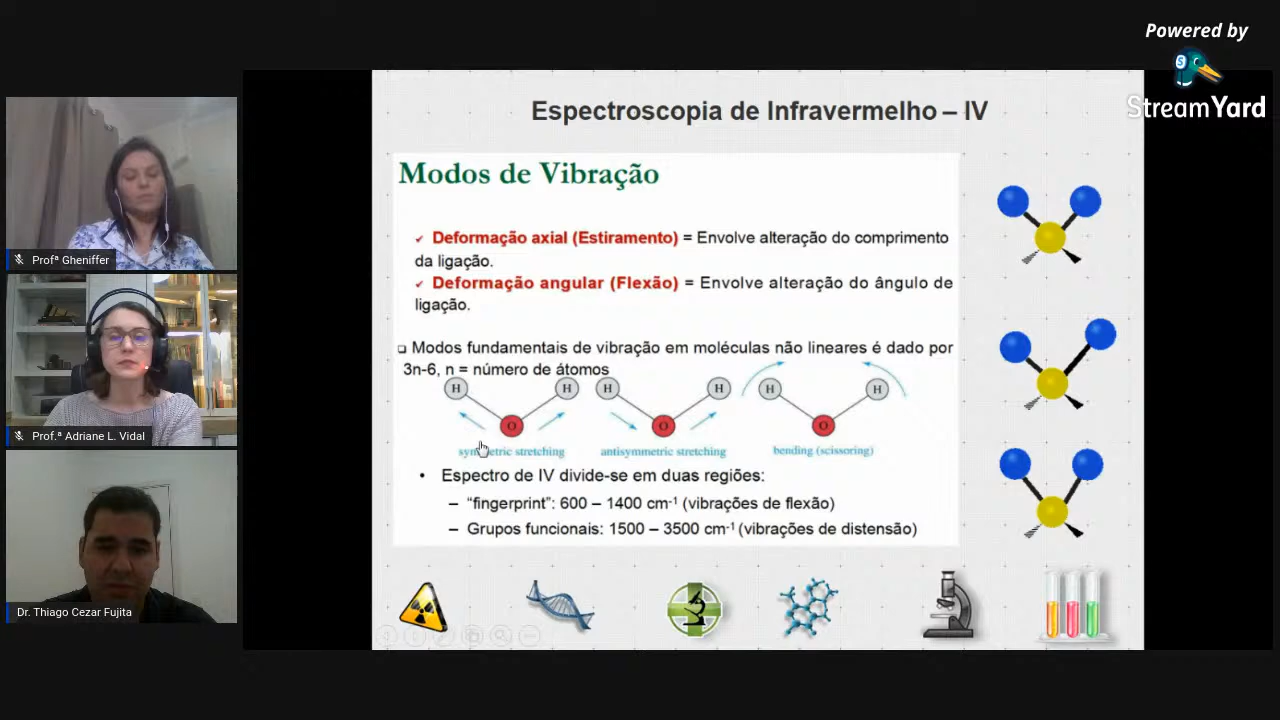 Powered by
StreamYard
Espectroscopia de Infravermelho – IV
Modos de Vibração
✓ Deformação axial (Estiramento) = Envolve alteração do comprimento
da ligação.
✓ Deformação angular (Flexão) = Envolve alteração do ângulo de
ligação.
❑ Modos fundamentais de vibração em moléculas não lineares é dado por
3n-6, n = número de átomos
H H H H H H
O O O
symmetric stretching antisymmetric stretching bending (scissoring)
• Espectro de IV divide-se em duas regiões:
– “fingerprint”: 600 – 1400 cm⁻¹ (vibrações de flexão)
– Grupos funcionais: 1500 – 3500 cm⁻¹ (vibrações de distensão)
Profª Gheniffer
Prof.ª Adriane L. Vidal
Dr. Thiago Cezar Fujita